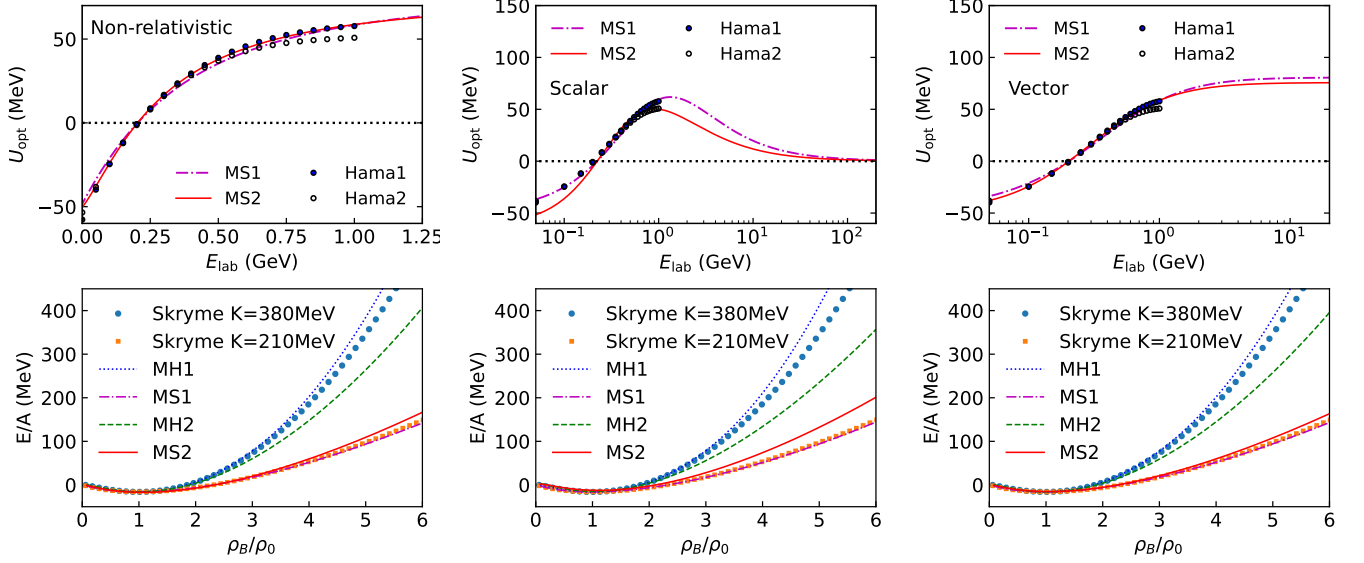 50
0
−50
U_opt (MeV)
Non-relativistic
MS1
MS2
Hama1
Hama2
0.00 0.25 0.50 0.75 1.00 1.25
E_lab (GeV)
150
100
50
0
−50
U_opt (MeV)
MS1
MS2
Hama1
Hama2
Scalar
10^−1 10^0 10^1 10^2
E_lab (GeV)
150
100
50
0
−50
U_opt (MeV)
MS1
MS2
Hama1
Hama2
Vector
10^−1 10^0 10^1
E_lab (GeV)
400
300
200
100
0
E/A (MeV)
Skryme K=380MeV
Skryme K=210MeV
MH1
MS1
MH2
MS2
0 1 2 3 4 5 6
ρ_B/ρ_0
400
300
200
100
0
E/A (MeV)
Skryme K=380MeV
Skryme K=210MeV
MH1
MS1
MH2
MS2
0 1 2 3 4 5 6
ρ_B/ρ_0
400
300
200
100
0
E/A (MeV)
Skryme K=380MeV
Skryme K=210MeV
MH1
MS1
MH2
MS2
0 1 2 3 4 5 6
ρ_B/ρ_0